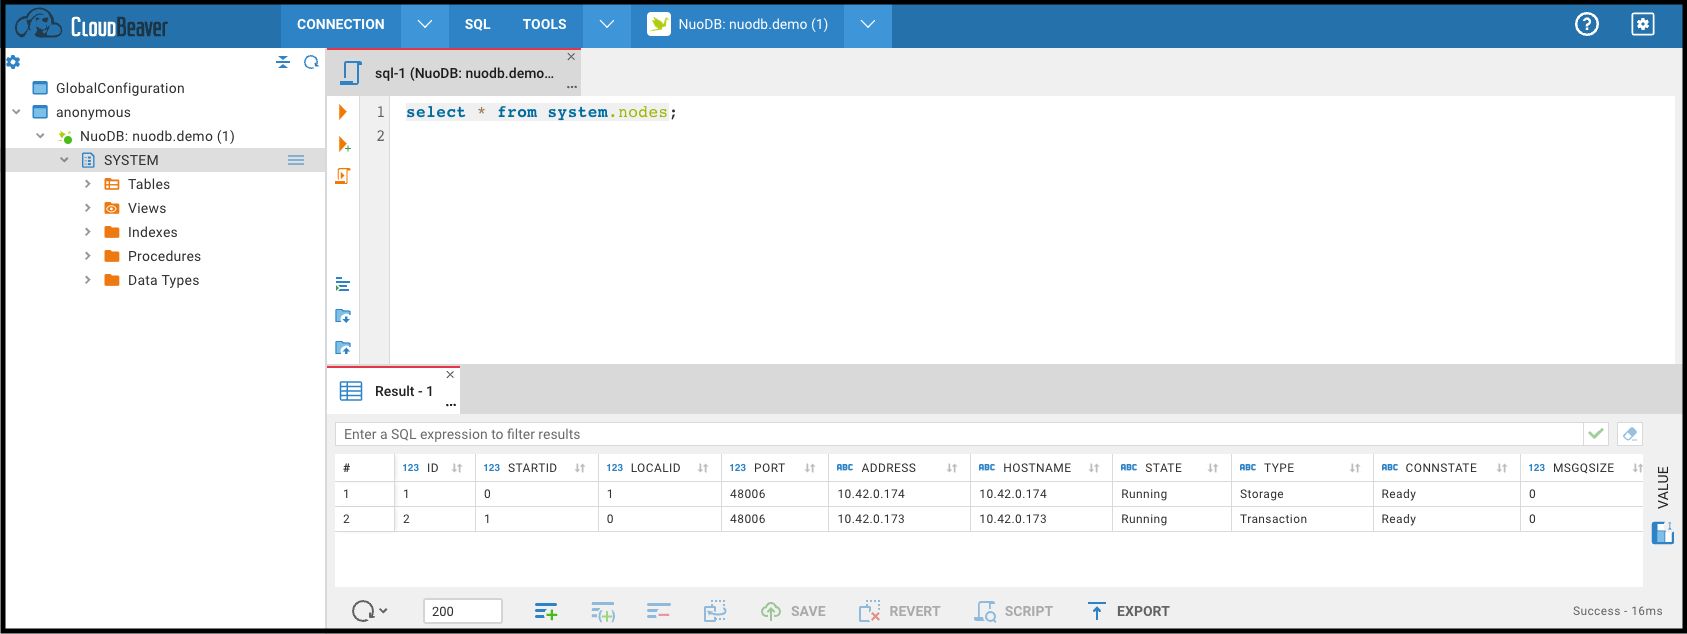 CloudBeaver CONNECTION SQL TOOLS NuoDB: nuodb.demo (1)
GlobalConfiguration
anonymous
NuoDB: nuodb.demo (1)
SYSTEM
Tables
Views
Indexes
Procedures
Data Types
sql-1 (NuoDB: nuodb.demo...
1 select * from system.nodes;
2
Result - 1
Enter a SQL expression to filter results
# 123 ID 123 STARTID 123 LOCALID 123 PORT ABC ADDRESS ABC HOSTNAME ABC STATE ABC TYPE ABC CONNSTATE 123 MSGQSIZE
1 1 0 1 48006 10.42.0.174 10.42.0.174 Running Storage Ready 0
2 2 1 0 48006 10.42.0.173 10.42.0.173 Running Transaction Ready 0
VALUE
200 SAVE REVERT SCRIPT EXPORT Success - 16ms